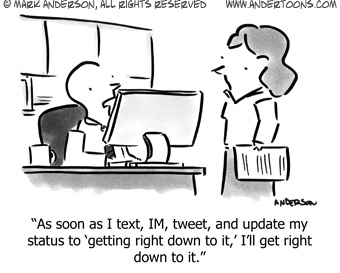 © MARK ANDERSON, ALL RIGHTS RESERVED WWW.ANDERTOONS.COM
ANDERSON
“As soon as I text, IM, tweet, and update my
status to ‘getting right down to it,’ I’ll get right
down to it.”